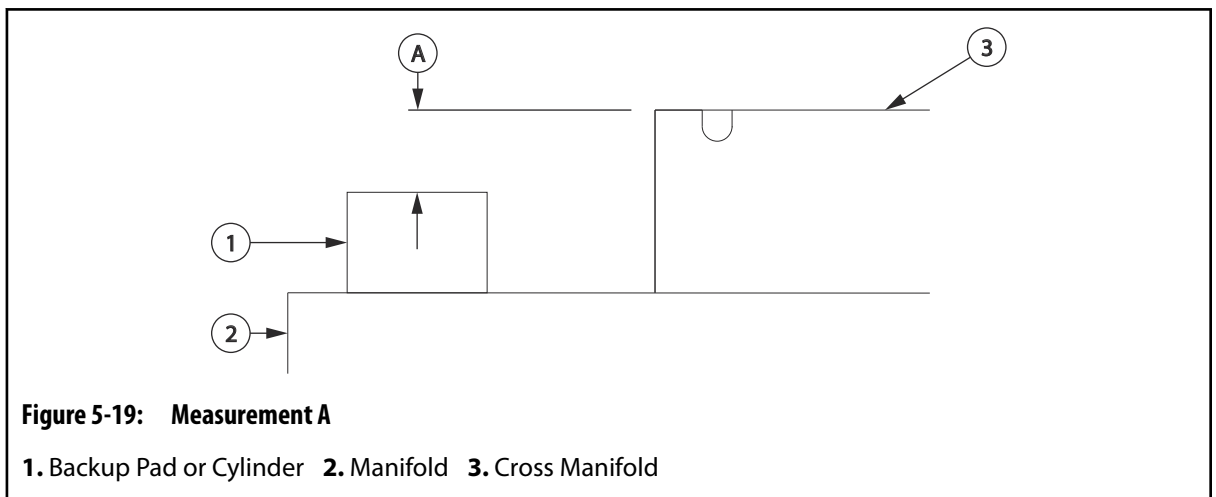 A
3
1
2
Figure 5-19: Measurement A
1. Backup Pad or Cylinder 2. Manifold 3. Cross Manifold